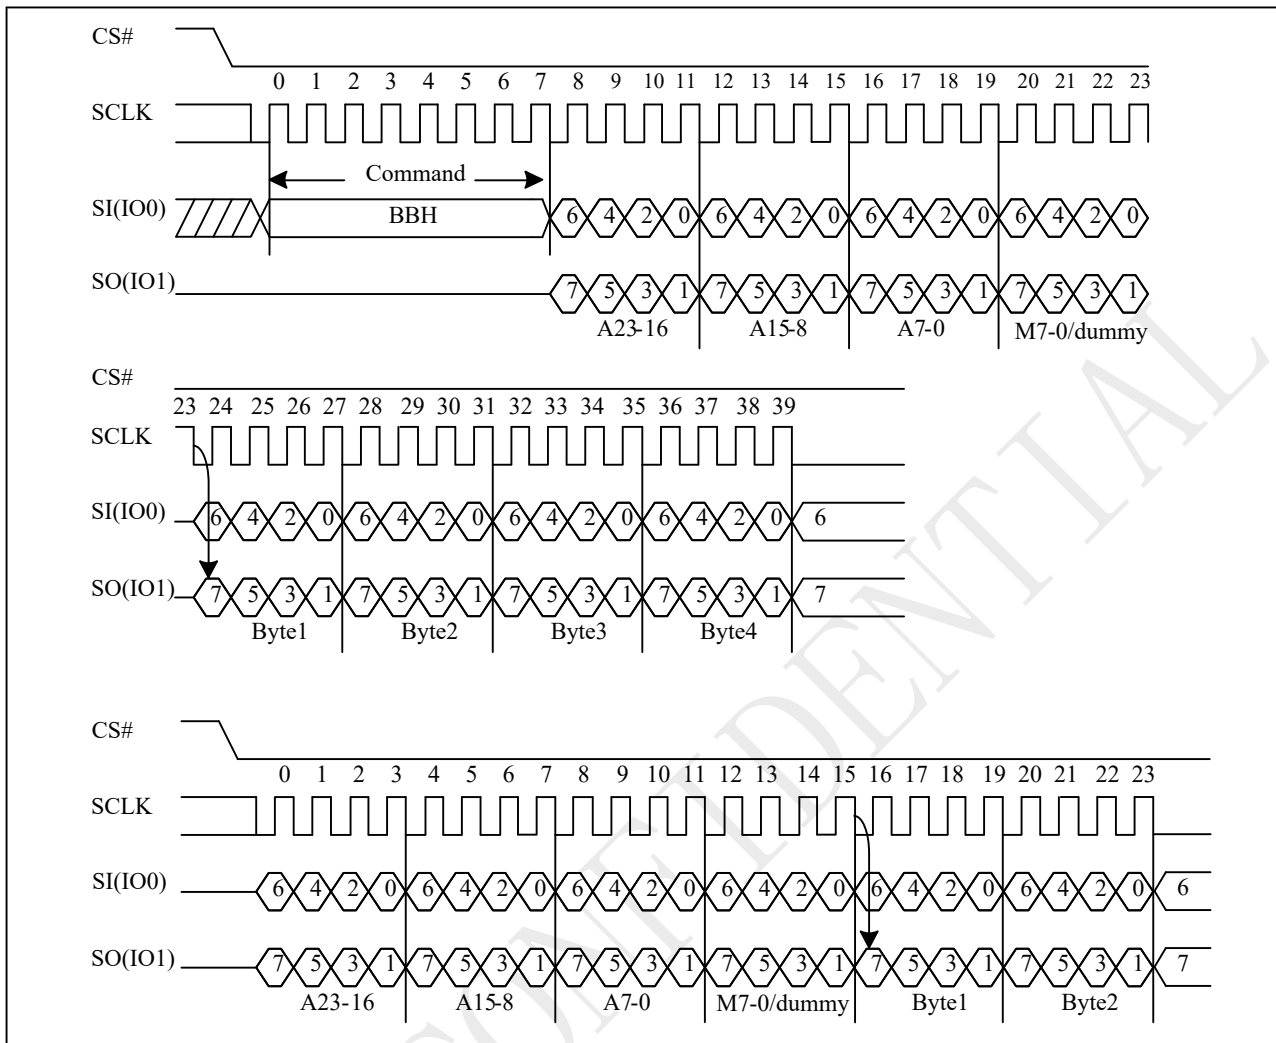 CS#
0 1 2 3 4 5 6 7 8 9 10 11 12 13 14 15 16 17 18 19 20 21 22 23
SCLK
Command
SI(IO0) BBH 6 4 2 0 6 4 2 0 6 4 2 0 6 4 2 0
SO(IO1) 7 5 3 1 7 5 3 1 7 5 3 1 7 5 3 1
A23-16 A15-8 A7-0 M7-0/dummy
CS#
23 24 25 26 27 28 29 30 31 32 33 34 35 36 37 38 39
SCLK
SI(IO0) 6 4 2 0 6 4 2 0 6 4 2 0 6 4 2 0 6
SO(IO1) 7 5 3 1 7 5 3 1 7 5 3 1 7 5 3 1 7
Byte1 Byte2 Byte3 Byte4
CS#
0 1 2 3 4 5 6 7 8 9 10 11 12 13 14 15 16 17 18 19 20 21 22 23
SCLK
SI(IO0) 6 4 2 0 6 4 2 0 6 4 2 0 6 4 2 0 6 4 2 0 6 4 2 0 6
SO(IO1) 7 5 3 1 7 5 3 1 7 5 3 1 7 5 3 1 7 5 3 1 7 5 3 1 7
A23-16 A15-8 A7-0 M7-0/dummy Byte1 Byte2
ONFIDENTIAL